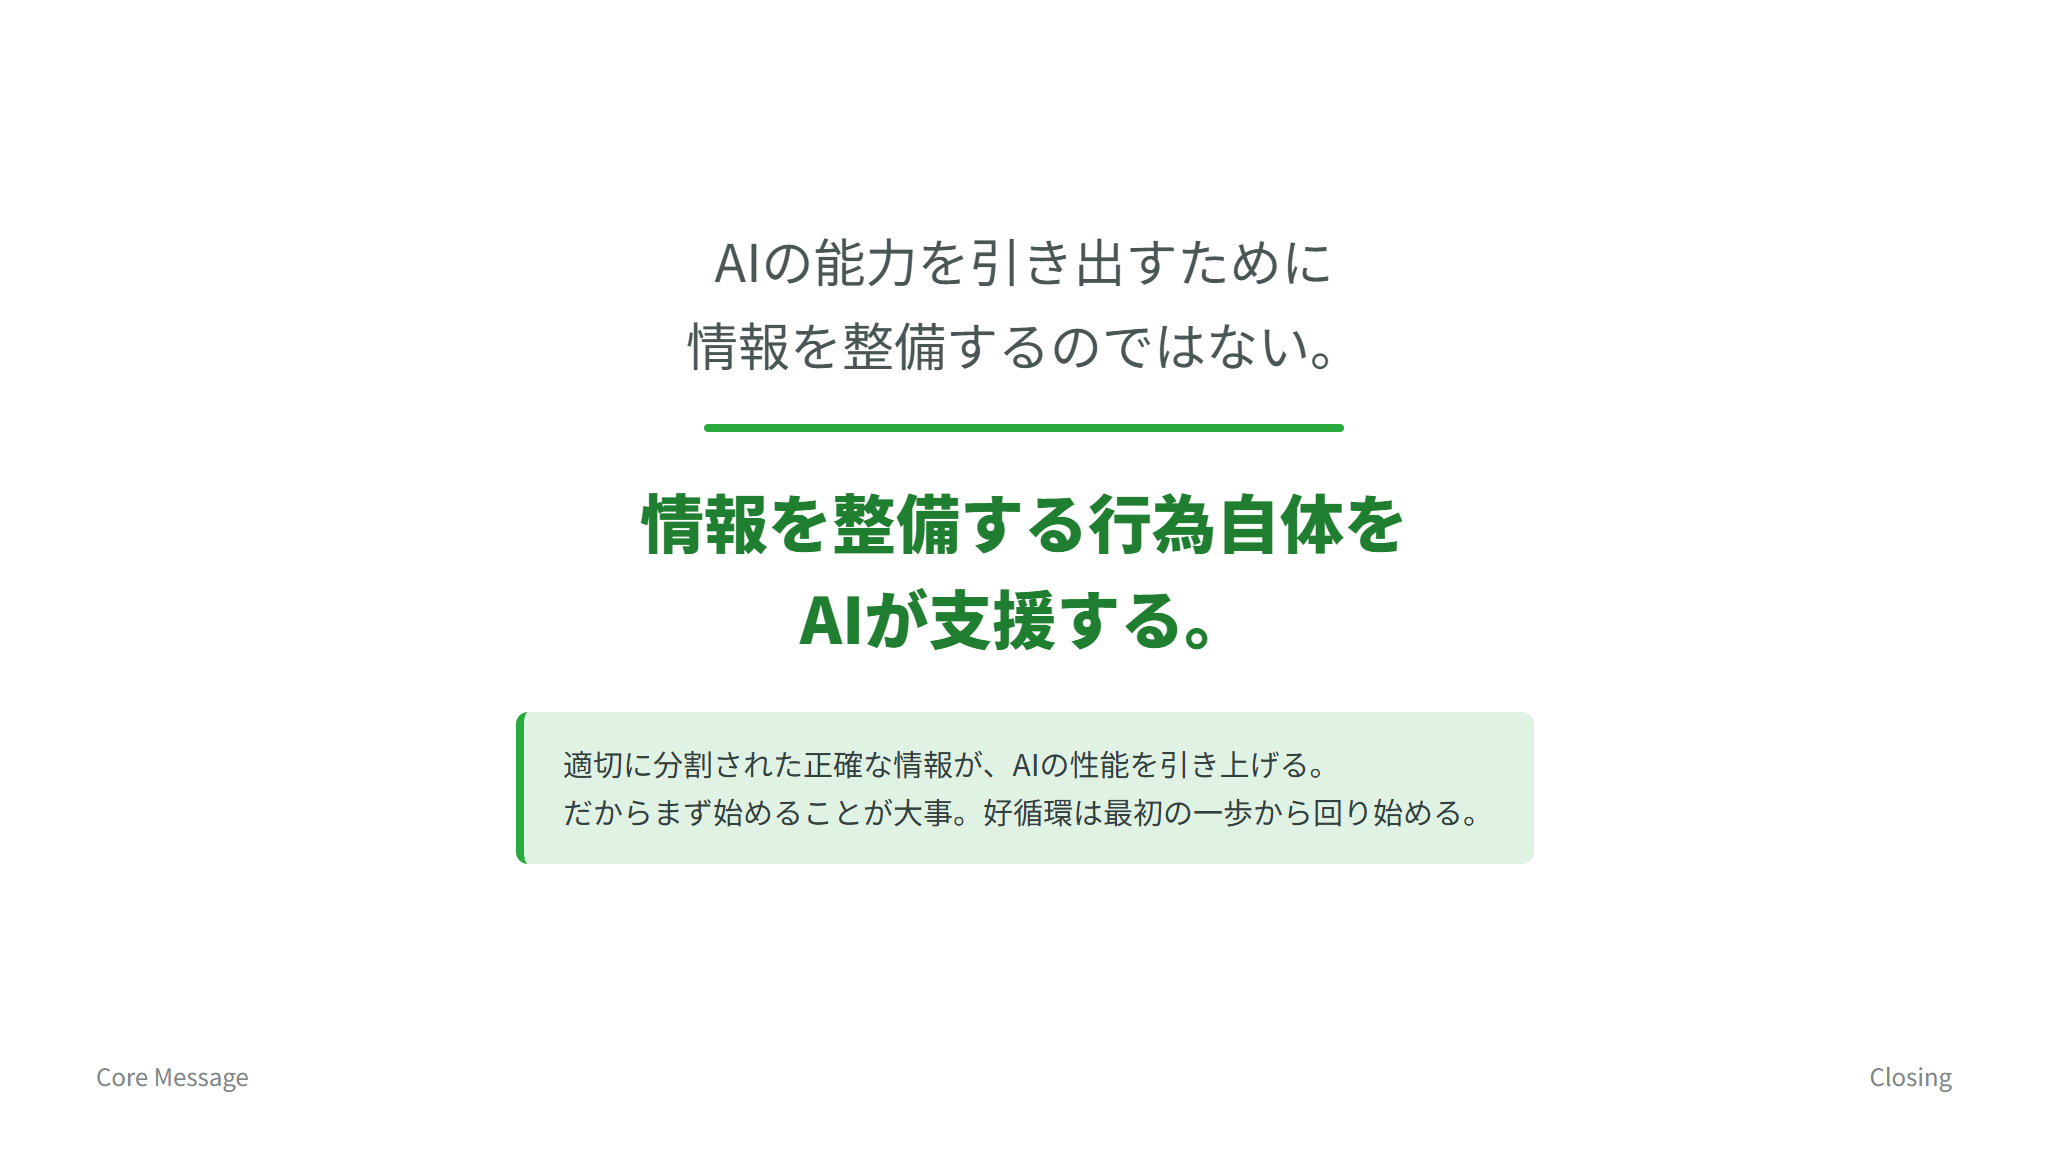 AIの能力を引き出すために
情報を整備するのではない。
情報を整備する行為自体を
AIが支援する。
適切に分割された正確な情報が、AIの性能を引き上げる。
だからまず始めることが大事。好循環は最初の一歩から回り始める。
Core Message
Closing